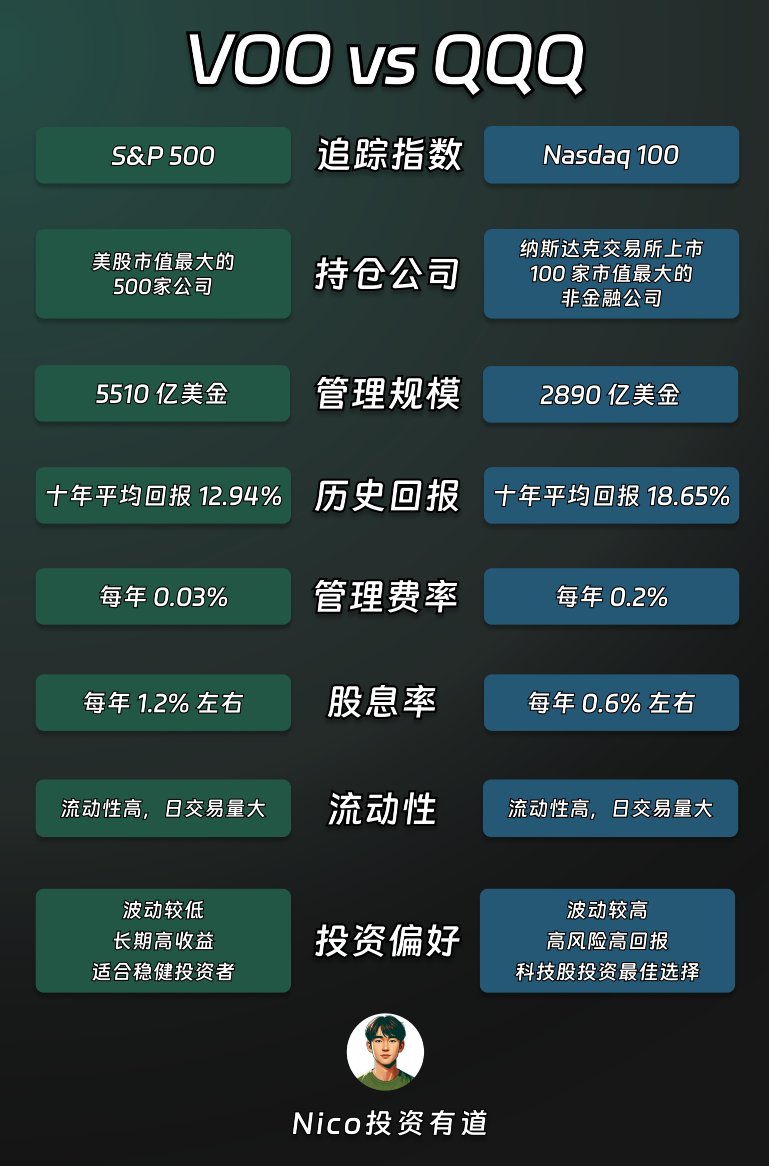 VOO vs QQQ
S&P 500
追踪指数
Nasdaq 100
美股市值最大的
500家公司
持仓公司
纳斯达克交易所上市
100 家市值最大的
非金融公司
5510 亿美金
管理规模
2890 亿美金
十年平均回报 12.94%
历史回报
十年平均回报 18.65%
每年 0.03%
管理费率
每年 0.2%
每年 1.2% 左右
股息率
每年 0.6% 左右
流动性高，日交易量大
流动性
流动性高，日交易量大
波动较低
长期高收益
适合稳健投资者
投资偏好
波动较高
高风险高回报
科技股投资最佳选择
Nico投资有道